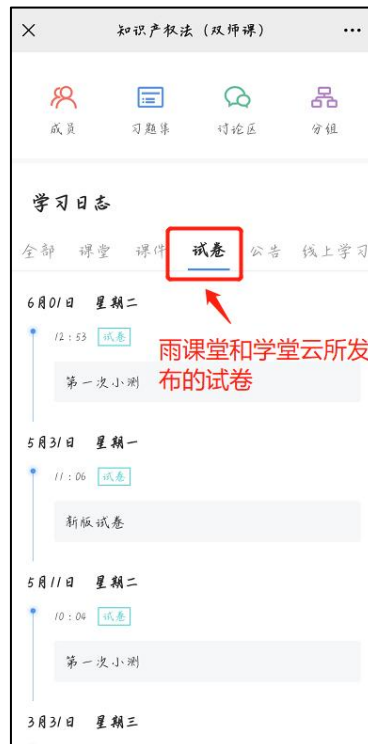 知识产权法（双师课）
成员 习题集 讨论区 分组
学习日志
全部 课堂 课件 试卷 公告 线上学习
6月01日 星期二
12:53 试卷
第一次小测
雨课堂和学堂云所发
布的试卷
5月31日 星期一
11:06 试卷
新版试卷
5月11日 星期二
10:04 试卷
第一次小测
3月31日 星期三